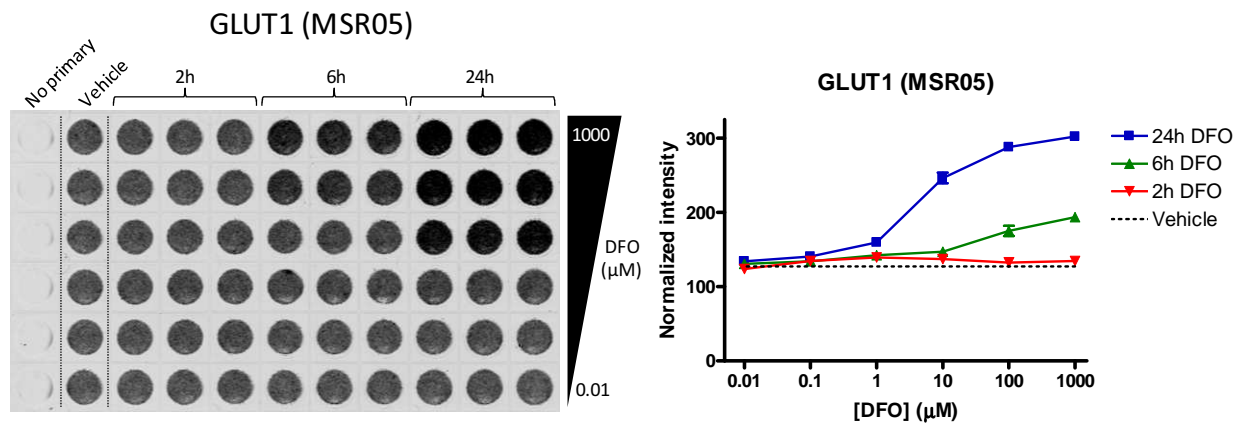 GLUT1 (MSR05)
No primary
Vehicle
2h
6h
24h
1000
DFO
(µM)
0.01
GLUT1 (MSR05)
Normalized intensity
300
200
100
0
0.01 0.1 1 10 100 1000
[DFO] (µM)
24h DFO
6h DFO
2h DFO
Vehicle